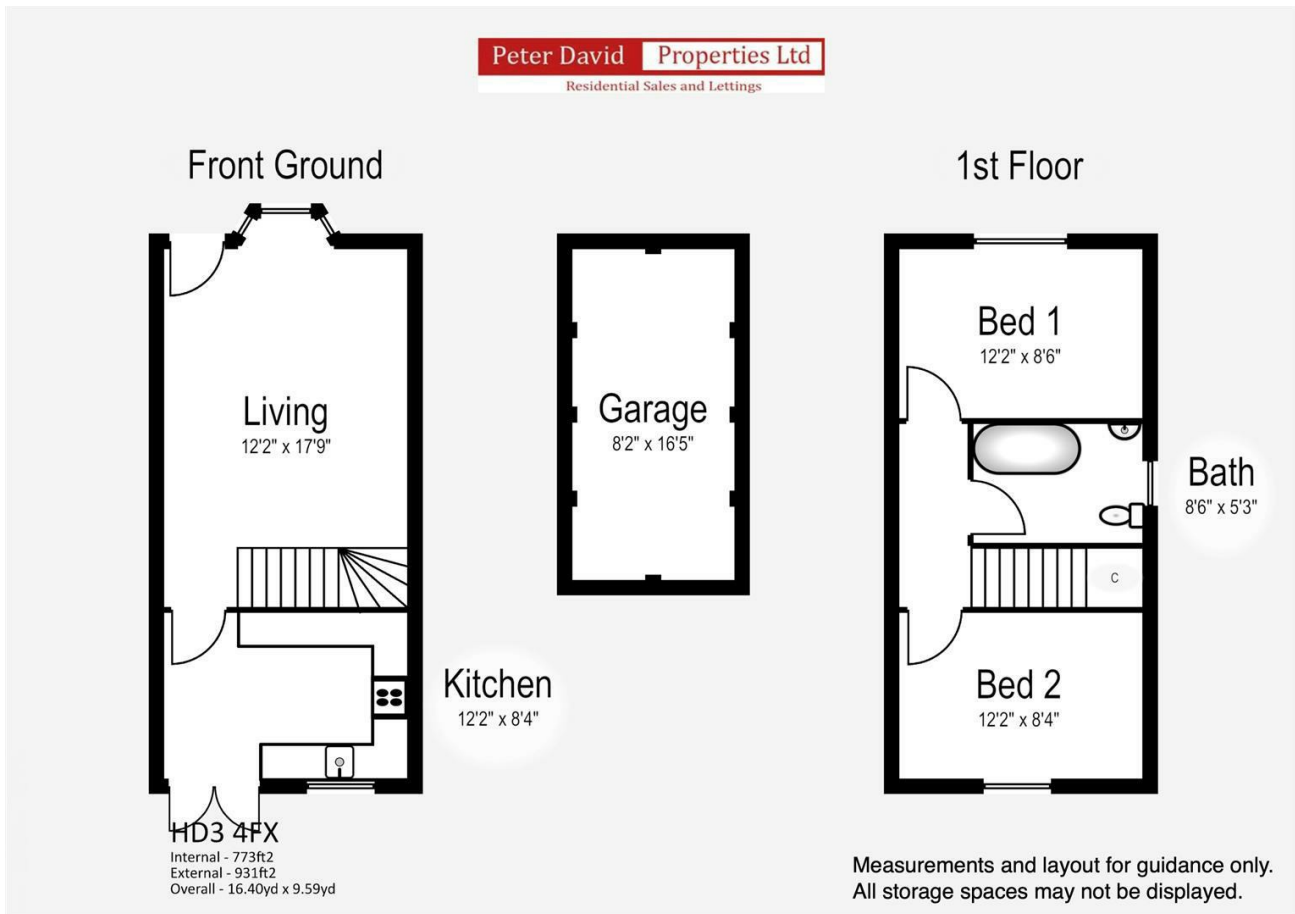 Peter David Properties Ltd
Residential Sales and Lettings
Front Ground
1st Floor
Living
12'2" x 17'9"
Garage
8'2" x 16'5"
Bed 1
12'2" x 8'6"
Bath
8'6" x 5'3"
C
Kitchen
12'2" x 8'4"
Bed 2
12'2" x 8'4"
HD3 4FX
Internal - 773ft2
External - 931ft2
Overall - 16.40yd x 9.59yd
Measurements and layout for guidance only.
All storage spaces may not be displayed.